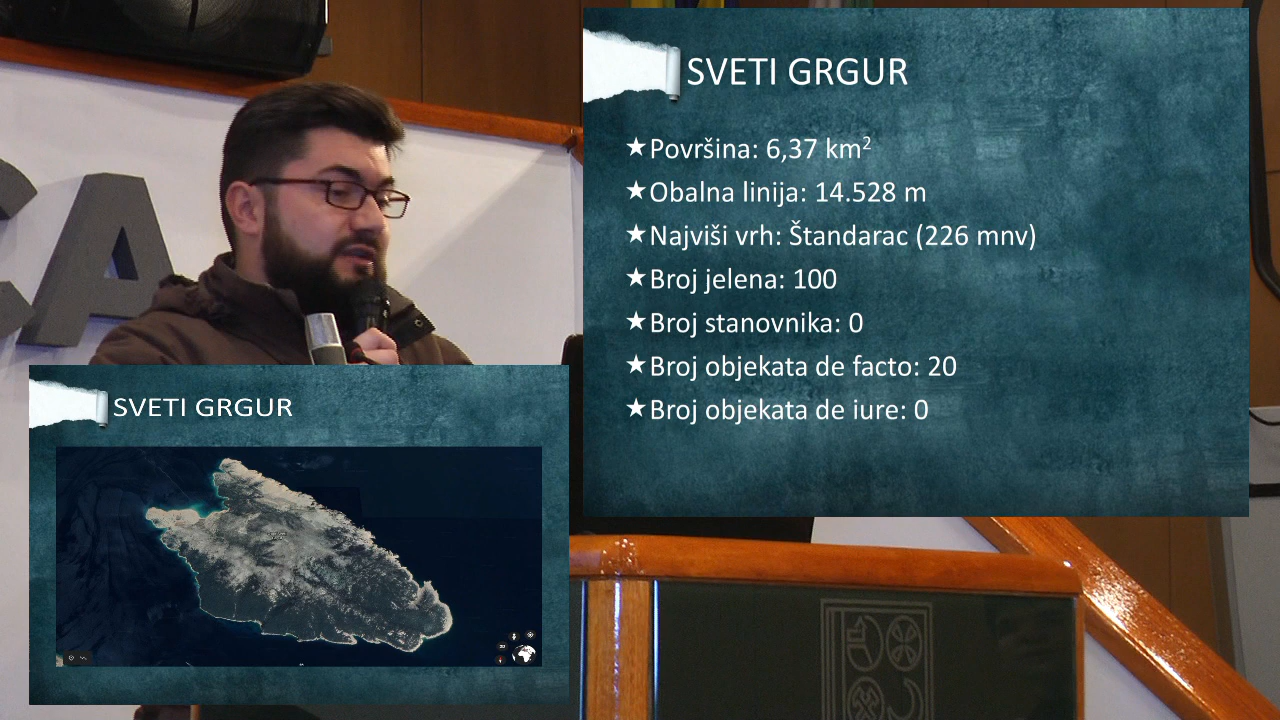 CA
SVETI GRGUR
★Površina: 6,37 km²
★Obalna linija: 14.528 m
★Najviši vrh: Štandarac (226 mnv)
★Broj jelena: 100
★Broj stanovnika: 0
★Broj objekata de facto: 20
★Broj objekata de iure: 0
SVETI GRGUR